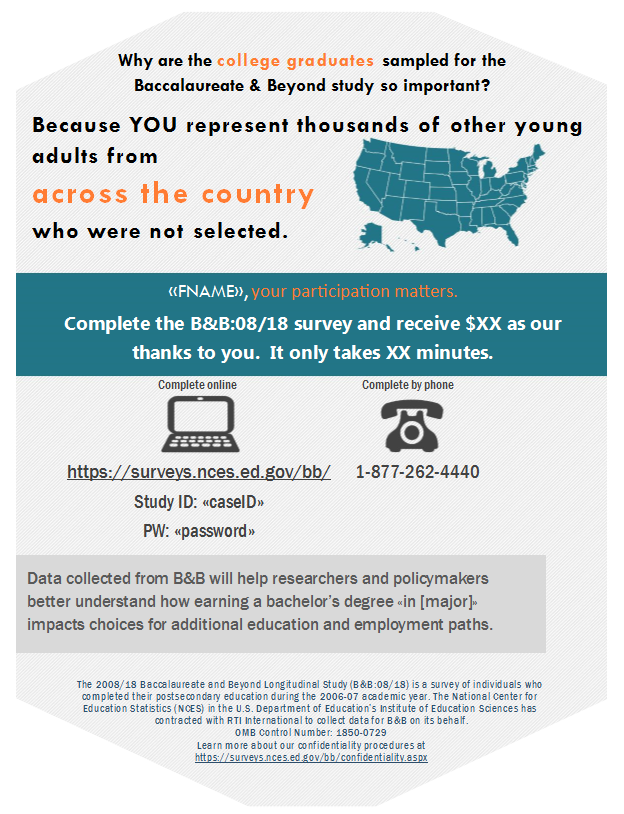 Why are the college graduates sampled for the
Baccalaureate & Beyond study so important?
Because YOU represent thousands of other young
adults from
across the country
who were not selected.
«FNAME», your participation matters.
Complete the B&B:08/18 survey and receive $XX as our
thanks to you. It only takes XX minutes.
Complete online
https://surveys.nces.ed.gov/bb/
Study ID: «caseID»
PW: «password»
Complete by phone
1-877-262-4440
Data collected from B&B will help researchers and policymakers
better understand how earning a bachelor's degree «in [major]»
impacts choices for additional education and employment paths.
The 2008/18 Baccalaureate and Beyond Longitudinal Study (B&B:08/18) is a survey of individuals who
completed their postsecondary education during the 2006-07 academic year. The National Center for
Education Statistics (NCES) in the U.S. Department of Education's Institute of Education Sciences has
contracted with RTI International to collect data for B&B on its behalf.
OMB Control Number: 1850-0729
Learn more about our confidentiality procedures at
https://surveys.nces.ed.gov/bb/confidentiality.aspx